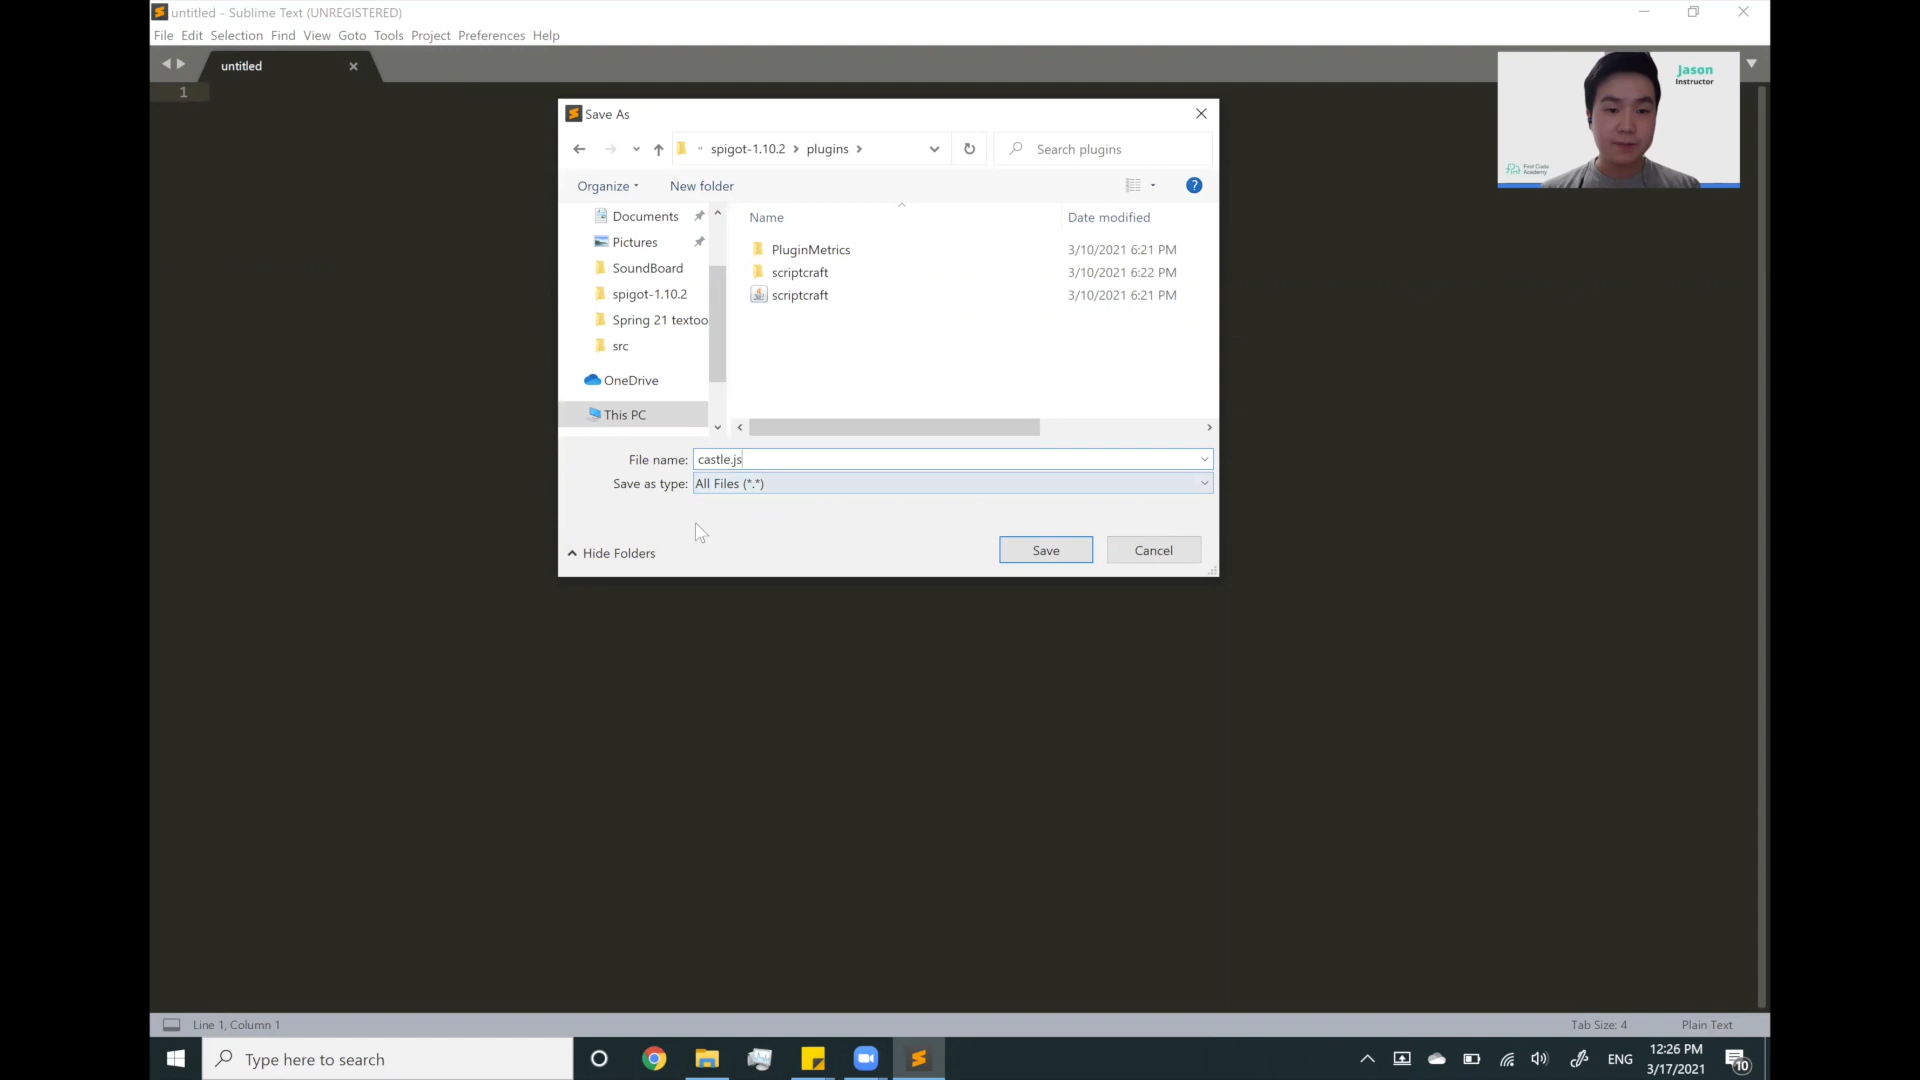 untitled - Sublime Text (UNREGISTERED)
File Edit Selection Find View Goto Tools Project Preferences Help
untitled
1
Jason
Instructor
First Code
Academy
Save As
spigot-1.10.2 plugins
Search plugins
Organize
New folder
Documents
Pictures
SoundBoard
spigot-1.10.2
Spring 21 textoo
src
OneDrive
This PC
Name Date modified
PluginMetrics 3/10/2021 6:21 PM
scriptcraft 3/10/2021 6:22 PM
scriptcraft 3/10/2021 6:21 PM
File name: castle.js
Save as type: All Files (*.*)
Hide Folders
Save
Cancel
Line 1, Column 1
Tab Size: 4
Plain Text
Type here to search
ENG
12:26 PM
3/17/2021
10